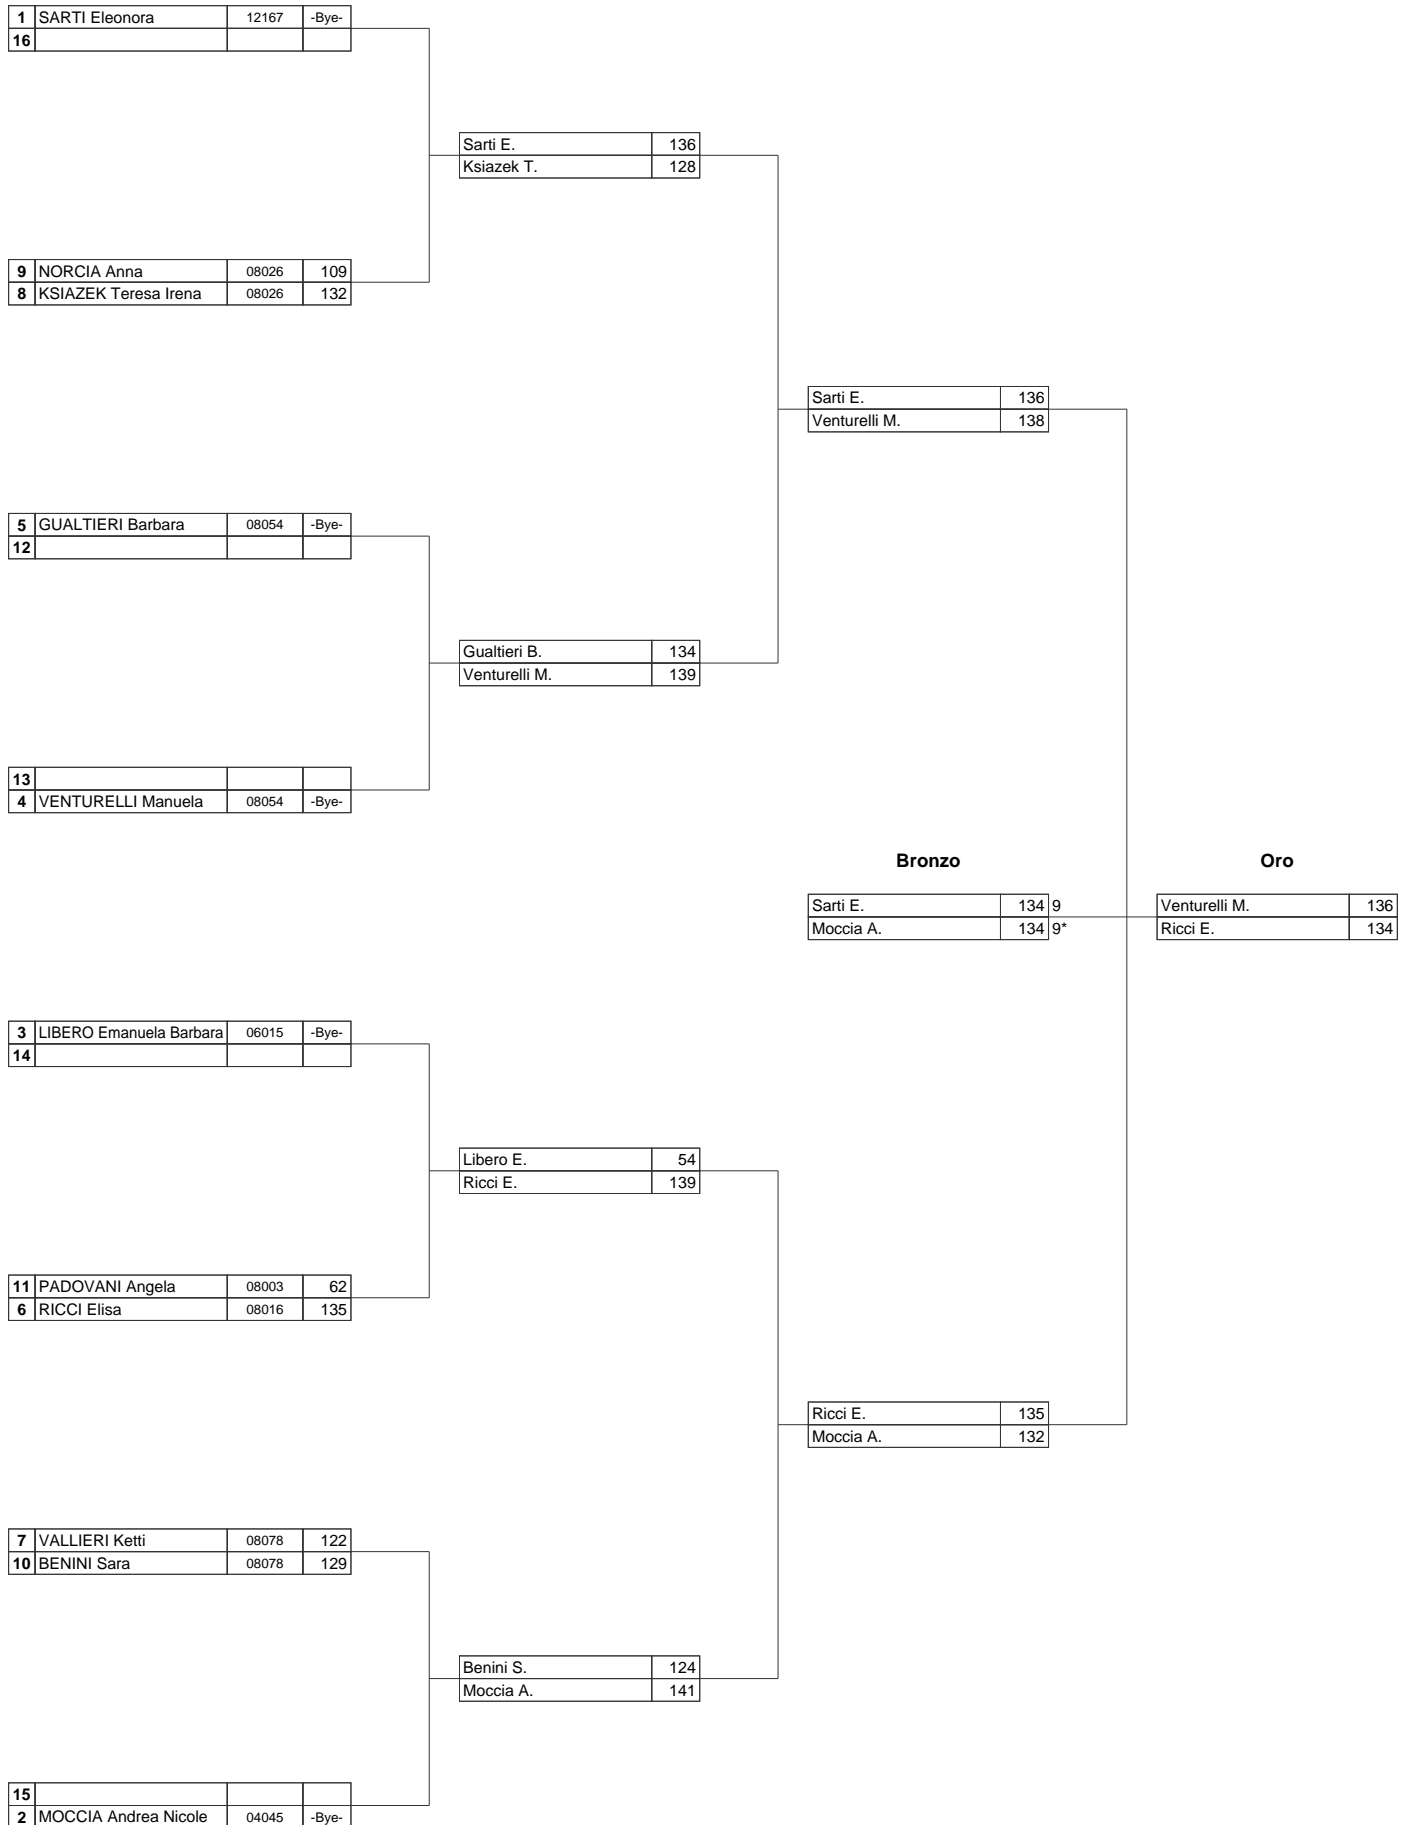 1 SARTI Eleonora 12167 -Bye-
16
Sarti E. 136
Ksiazek T. 128
9 NORCIA Anna 08026 109
8 KSIAZEK Teresa Irena 08026 132
Sarti E. 136
Venturelli M. 138
5 GUALTIERI Barbara 08054 -Bye-
12
Gualtieri B. 134
Venturelli M. 139
13
4 VENTURELLI Manuela 08054 -Bye-
Bronzo Oro
Sarti E. 134 9 Venturelli M. 136
Moccia A. 134 9* Ricci E. 134
3 LIBERO Emanuela Barbara 06015 -Bye-
14
Libero E. 54
Ricci E. 139
11 PADOVANI Angela 08003 62
6 RICCI Elisa 08016 135
Ricci E. 135
Moccia A. 132
7 VALLIERI Ketti 08078 122
10 BENINI Sara 08078 129
Benini S. 124
Moccia A. 141
15
2 MOCCIA Andrea Nicole 04045 -Bye-